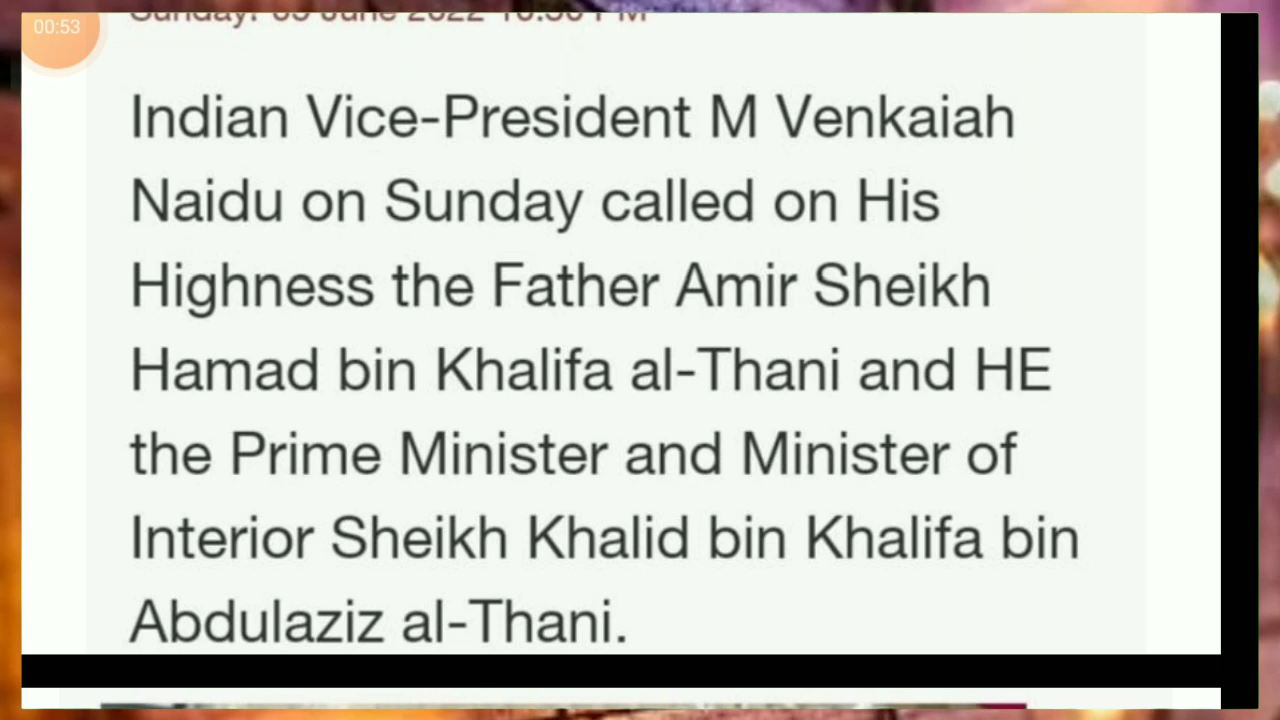 00:53
Indian Vice-President M Venkaiah
Naidu on Sunday called on His
Highness the Father Amir Sheikh
Hamad bin Khalifa al-Thani and HE
the Prime Minister and Minister of
Interior Sheikh Khalid bin Khalifa bin
Abdulaziz al-Thani.